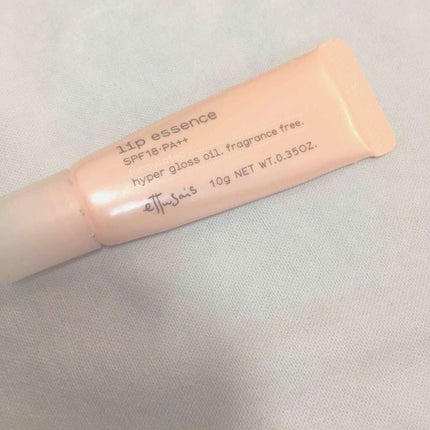 lip essence
SPF18·PA++
hyper gloss oil. fragrance free.
ettusais 10g NET WT.0.35OZ.